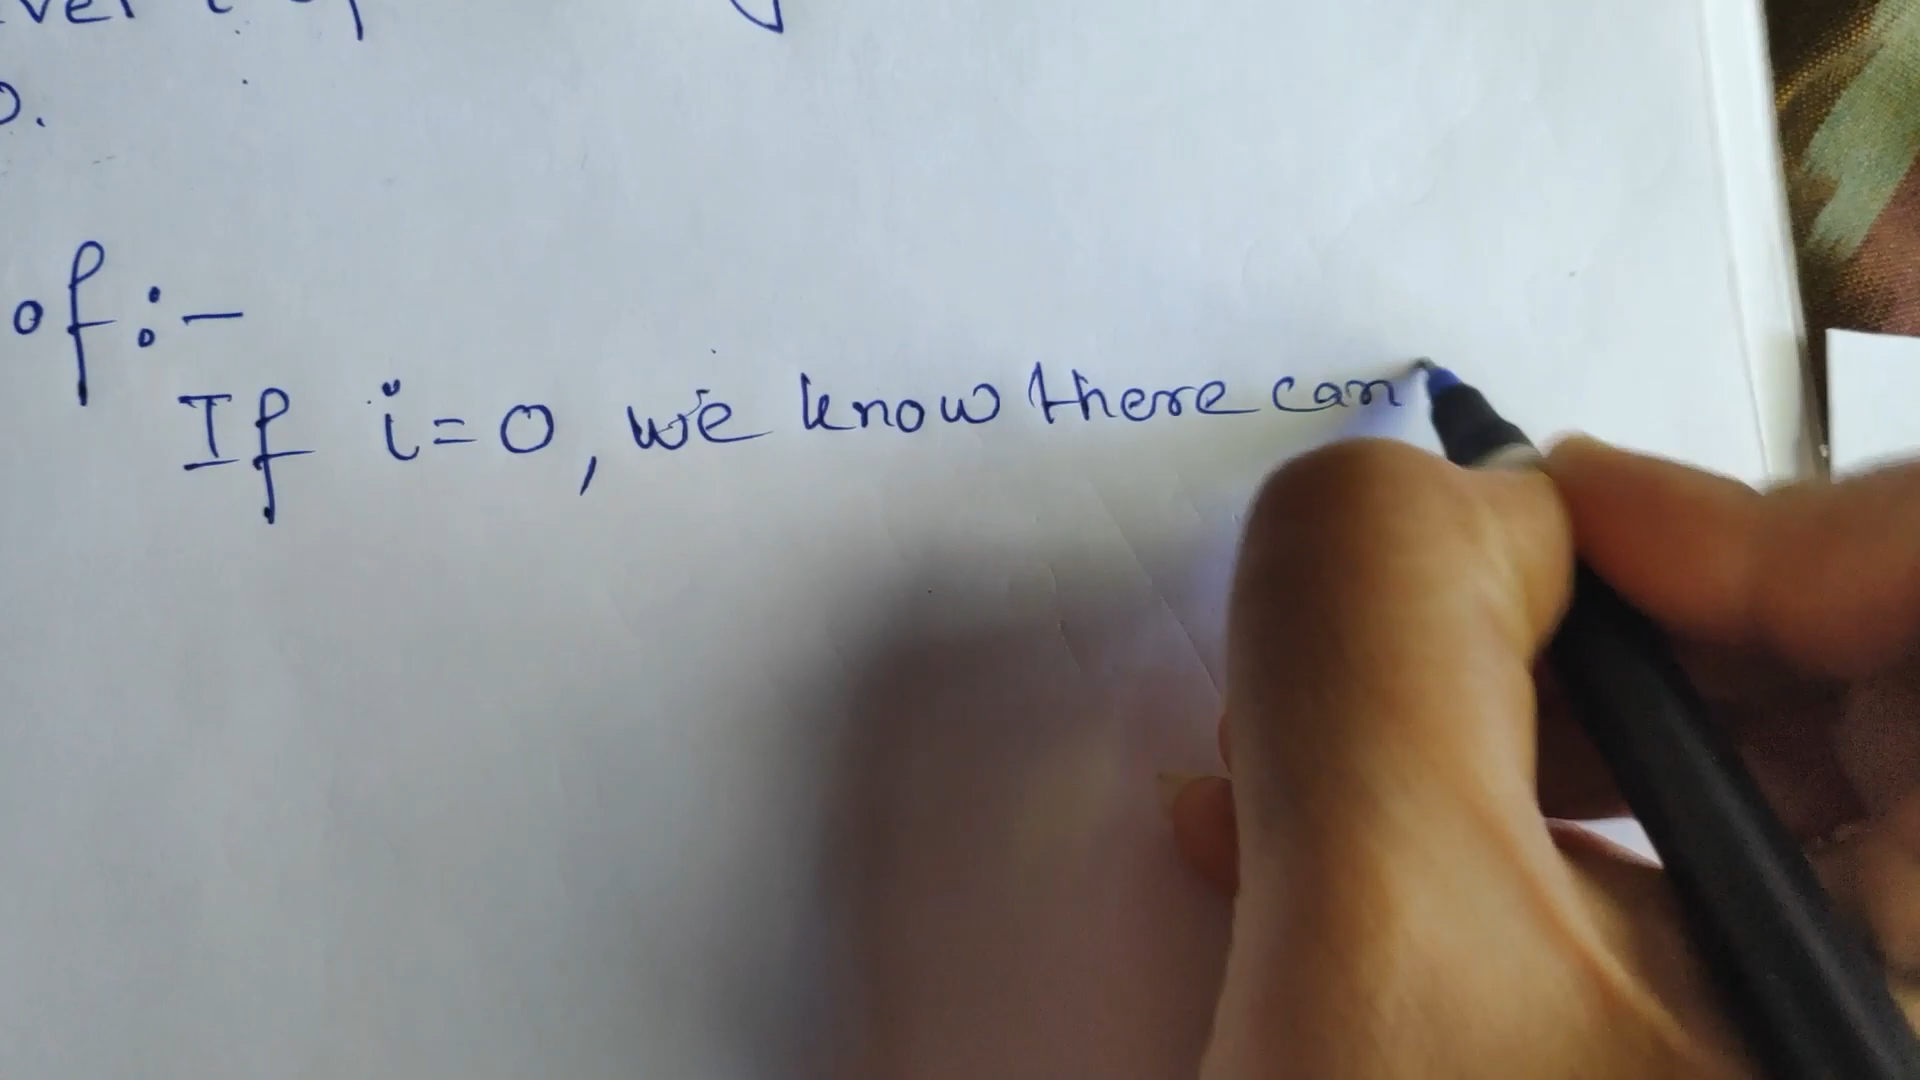 of:-
If i=0, we know there can